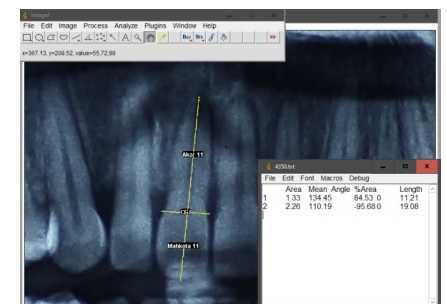 ImageJ
File Edit Image Process Analyze Plugins Window Help
Dev Stk >>
x=367.13, y=208.52, value=55,72,90
Akar 11
Mahkota 11
4350.txt
File Edit Font Macros Debug
Area Mean Angle %Area Length
1 1.33 134.45 84.53 0 11.21
2 2.26 110.19 -95.68 0 19.08